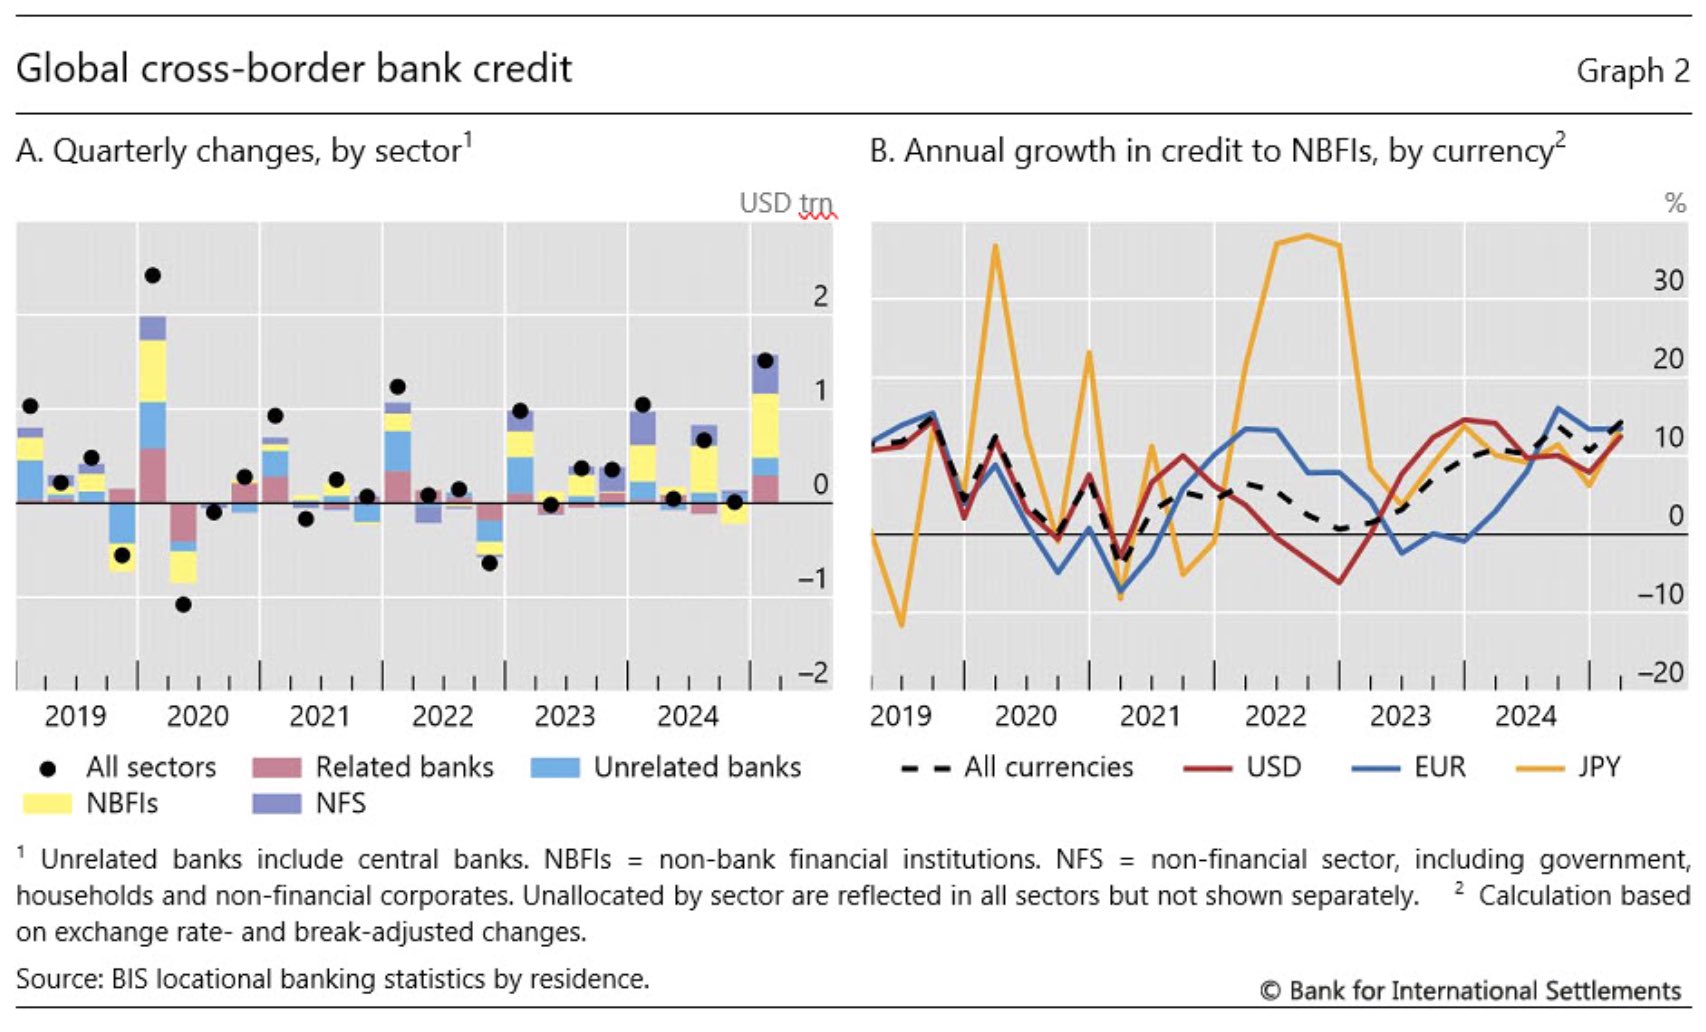 Global cross-border bank credit
Graph 2
A. Quarterly changes, by sector1
USD trn
2
1
0
–1
–2
2019 2020 2021 2022 2023 2024
All sectors Related banks Unrelated banks
NBFIs NFS
B. Annual growth in credit to NBFIs, by currency2
%
30
20
10
0
–10
–20
2019 2020 2021 2022 2023 2024
All currencies USD EUR JPY
1 Unrelated banks include central banks. NBFIs = non-bank financial institutions. NFS = non-financial sector, including government,
households and non-financial corporates. Unallocated by sector are reflected in all sectors but not shown separately. 2 Calculation based
on exchange rate- and break-adjusted changes.
Source: BIS locational banking statistics by residence.
© Bank for International Settlements